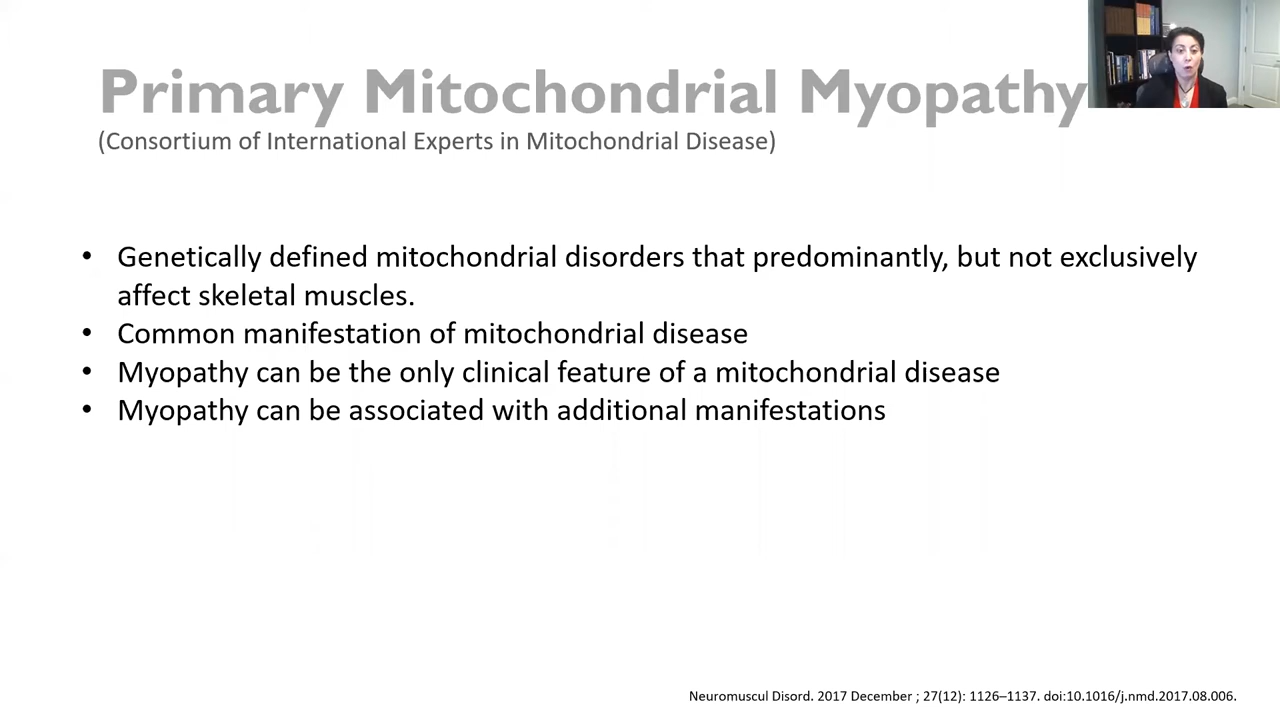 Primary Mitochondrial Myopathy
(Consortium of International Experts in Mitochondrial Disease)
• Genetically defined mitochondrial disorders that predominantly, but not exclusively
affect skeletal muscles.
• Common manifestation of mitochondrial disease
• Myopathy can be the only clinical feature of a mitochondrial disease
• Myopathy can be associated with additional manifestations
Neuromuscul Disord. 2017 December ; 27(12): 1126–1137. doi:10.1016/j.nmd.2017.08.006.